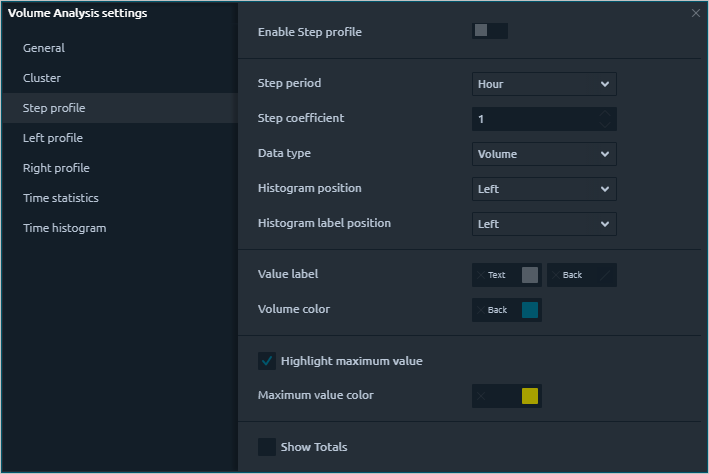 Volume Analysis settings
General
Cluster
Step profile
Left profile
Right profile
Time statistics
Time histogram
Enable Step profile
Step period Hour
Step coefficient 1
Data type Volume
Histogram position Left
Histogram label position Left
Value label Text Back
Volume color Back
Highlight maximum value
Maximum value color
Show Totals